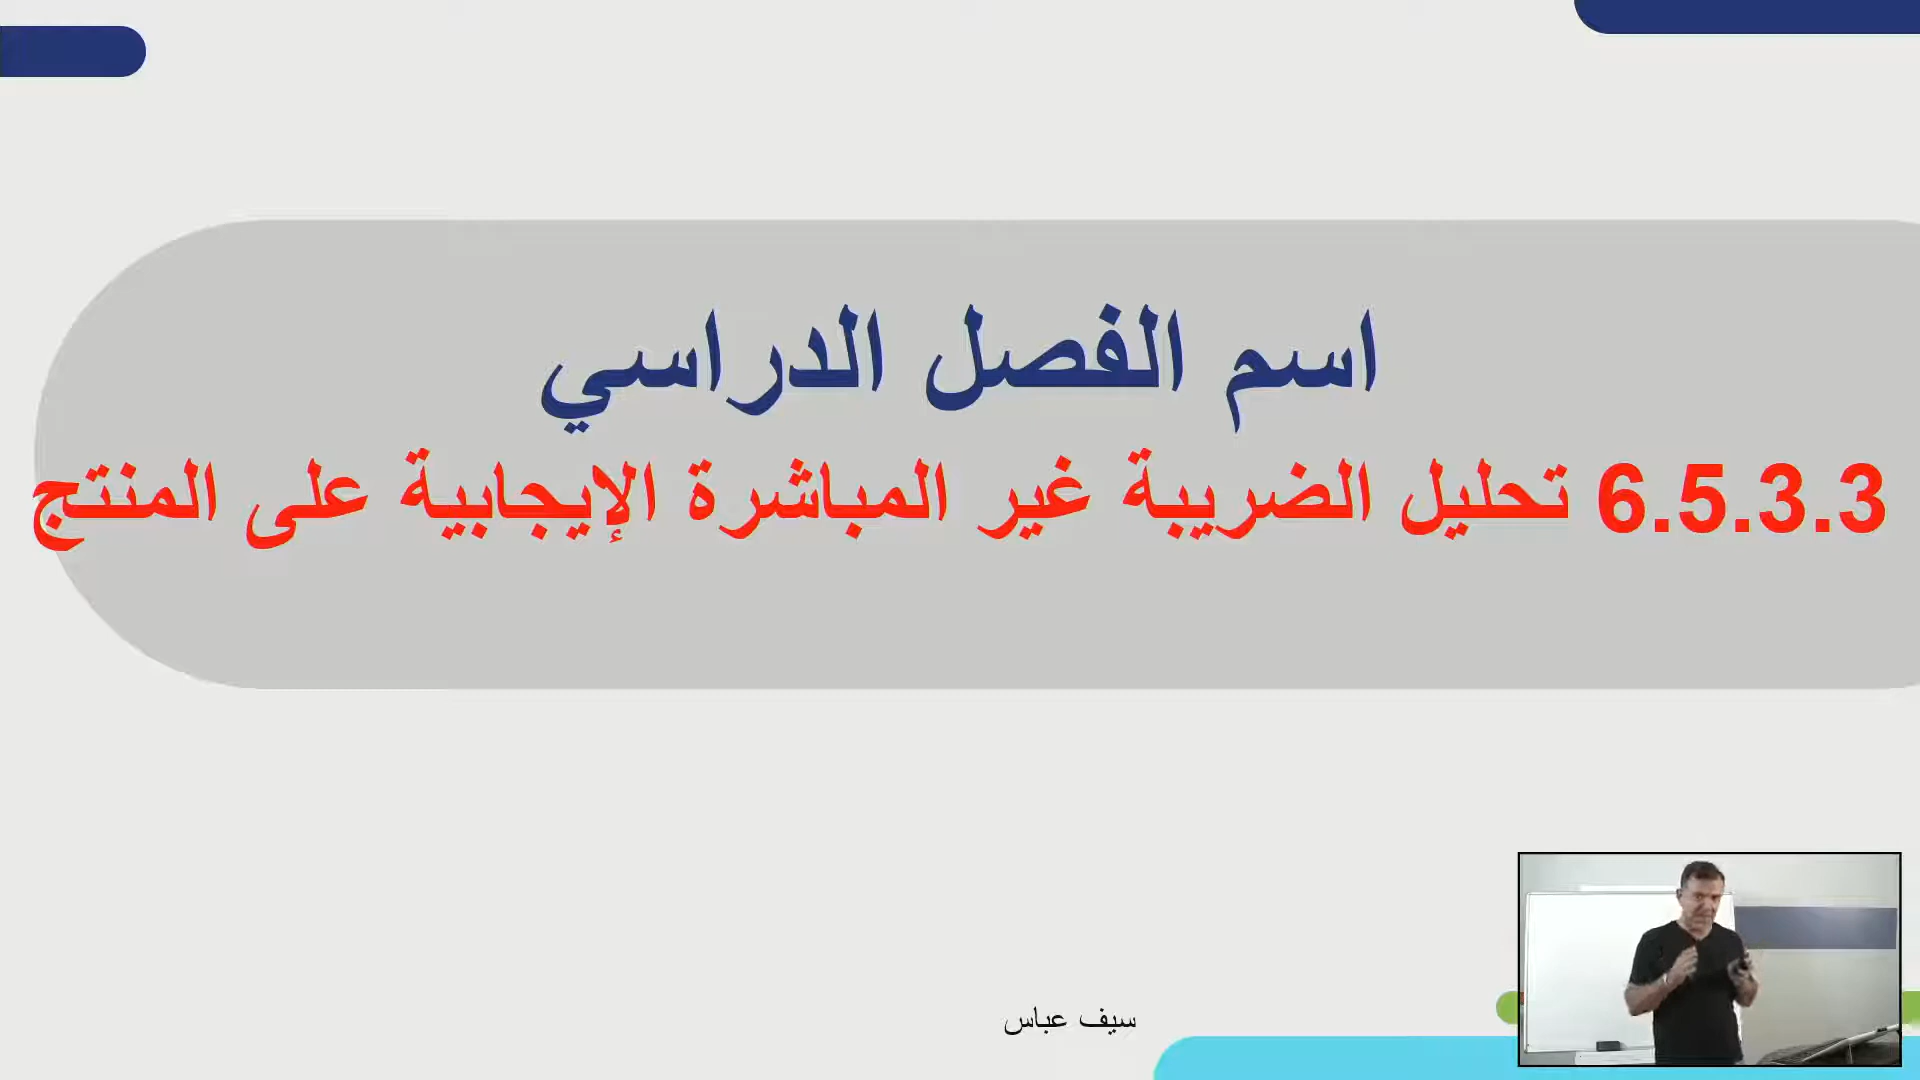 اسم الفصل الدراسي
6.5.3.3 تحليل الضريبة غير المباشرة الإيجابية على المنتج
سيف عباس